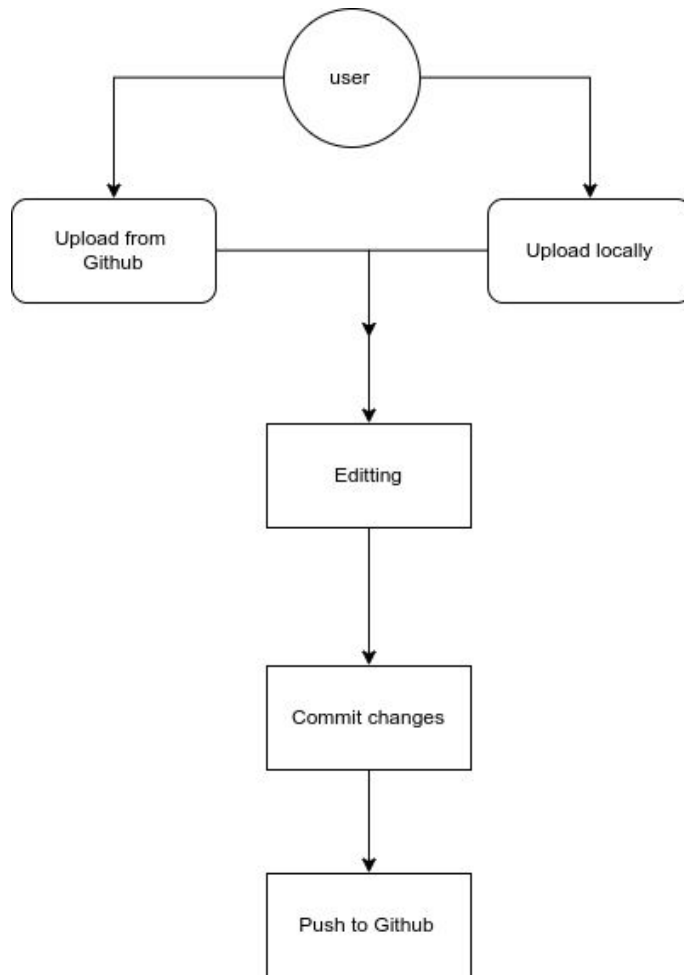 user
Upload from
Github
Upload locally
Editting
Commit changes
Push to Github